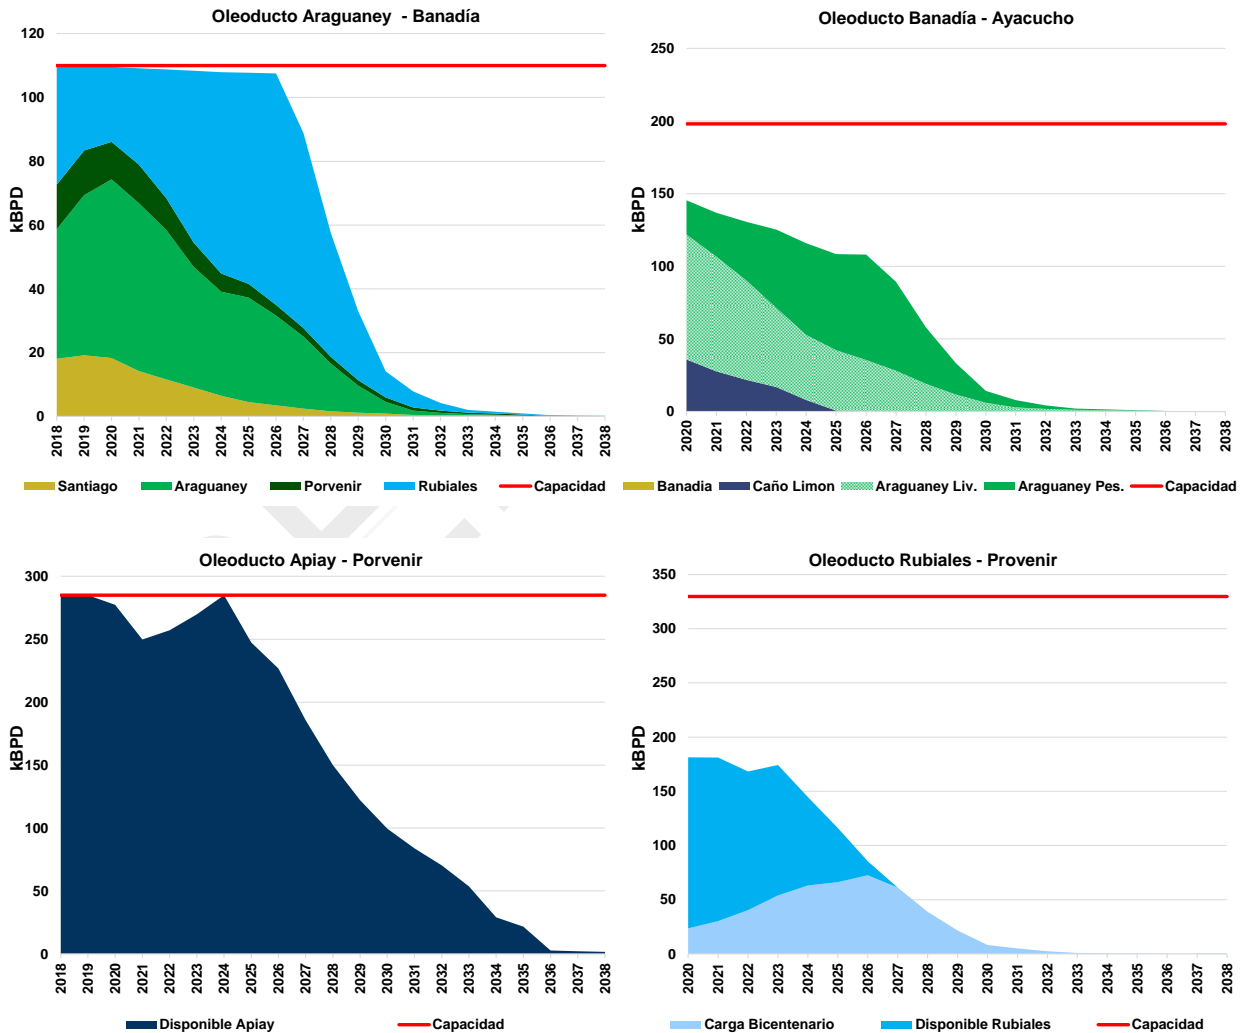 Oleoducto Araguaney - Banadía
120
100
80
60
40
20
0
kBPD
2018 2019 2020 2021 2022 2023 2024 2025 2026 2027 2028 2029 2030 2031 2032 2033 2034 2035 2036 2037 2038
Santiago Araguaney Porvenir Rubiales Capacidad
Oleoducto Banadía - Ayacucho
250
200
150
100
50
0
kBPD
2020 2021 2022 2023 2024 2025 2026 2027 2028 2029 2030 2031 2032 2033 2034 2035 2036 2037 2038
Banadia Caño Limon Araguaney Liv. Araguaney Pes. Capacidad
Oleoducto Apiay - Porvenir
300
250
200
150
100
50
0
kBPD
2018 2019 2020 2021 2022 2023 2024 2025 2026 2027 2028 2029 2030 2031 2032 2033 2034 2035 2036 2037 2038
Disponible Apiay Capacidad
Oleoducto Rubiales - Provenir
350
300
250
200
150
100
50
0
kBPD
2020 2021 2022 2023 2024 2025 2026 2027 2028 2029 2030 2031 2032 2033 2034 2035 2036 2037 2038
Carga Bicentenario Disponible Rubiales Capacidad